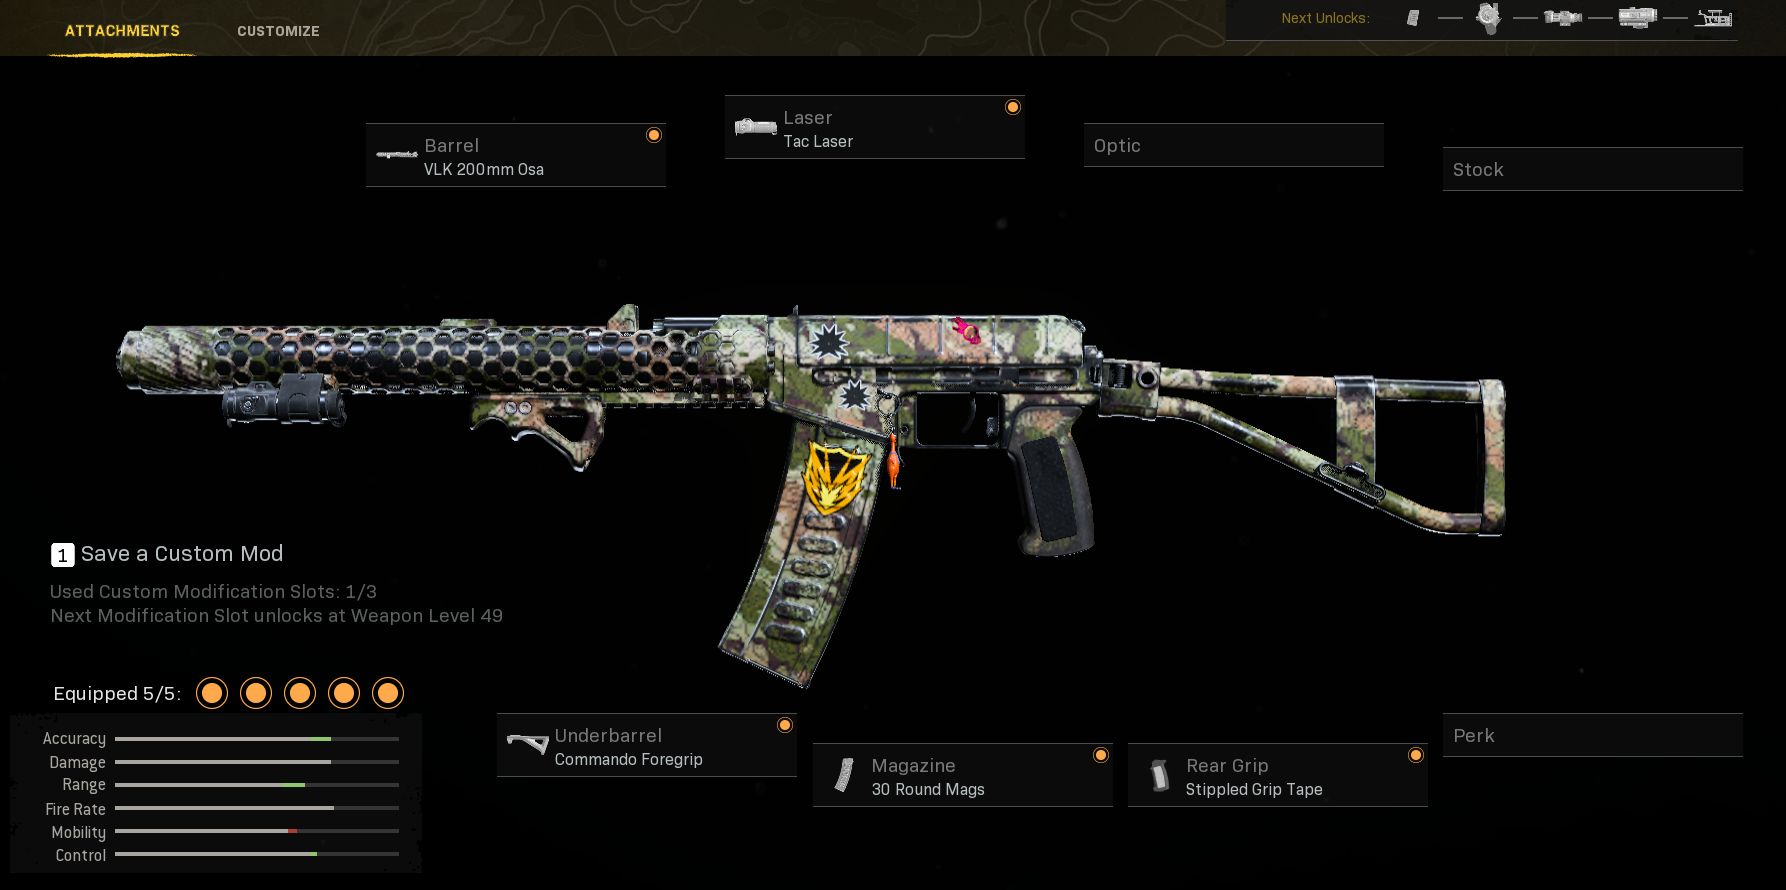 ATTACHMENTS
CUSTOMIZE
Next Unlocks:
Barrel
VLK 200mm Osa
Laser
Tac Laser
Optic
Stock
1 Save a Custom Mod
Used Custom Modification Slots: 1/3
Next Modification Slot unlocks at Weapon Level 49
Equipped 5/5:
Accuracy
Damage
Range
Fire Rate
Mobility
Control
Underbarrel
Commando Foregrip
Magazine
30 Round Mags
Rear Grip
Stippled Grip Tape
Perk